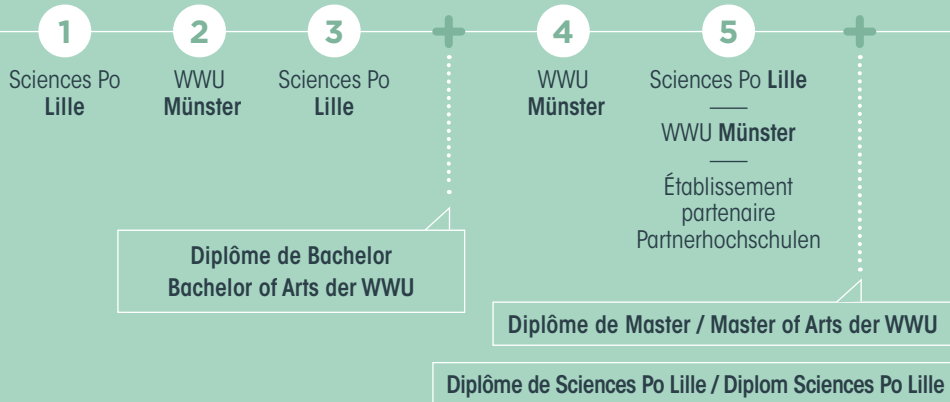 1
Sciences Po
Lille
2
WWU
Münster
3
Sciences Po
Lille
4
WWU
Münster
5
Sciences Po Lille
WWU Münster
Établissement
partenaire
Partnerhochschulen
Diplôme de Bachelor
Bachelor of Arts der WWU
Diplôme de Master / Master of Arts der WWU
Diplôme de Sciences Po Lille / Diplom Sciences Po Lille